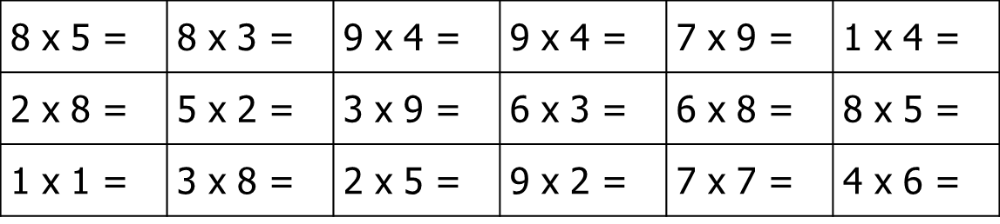 8 x 5 = 8 x 3 = 9 x 4 = 9 x 4 = 7 x 9 = 1 x 4 =
2 x 8 = 5 x 2 = 3 x 9 = 6 x 3 = 6 x 8 = 8 x 5 =
1 x 1 = 3 x 8 = 2 x 5 = 9 x 2 = 7 x 7 = 4 x 6 =